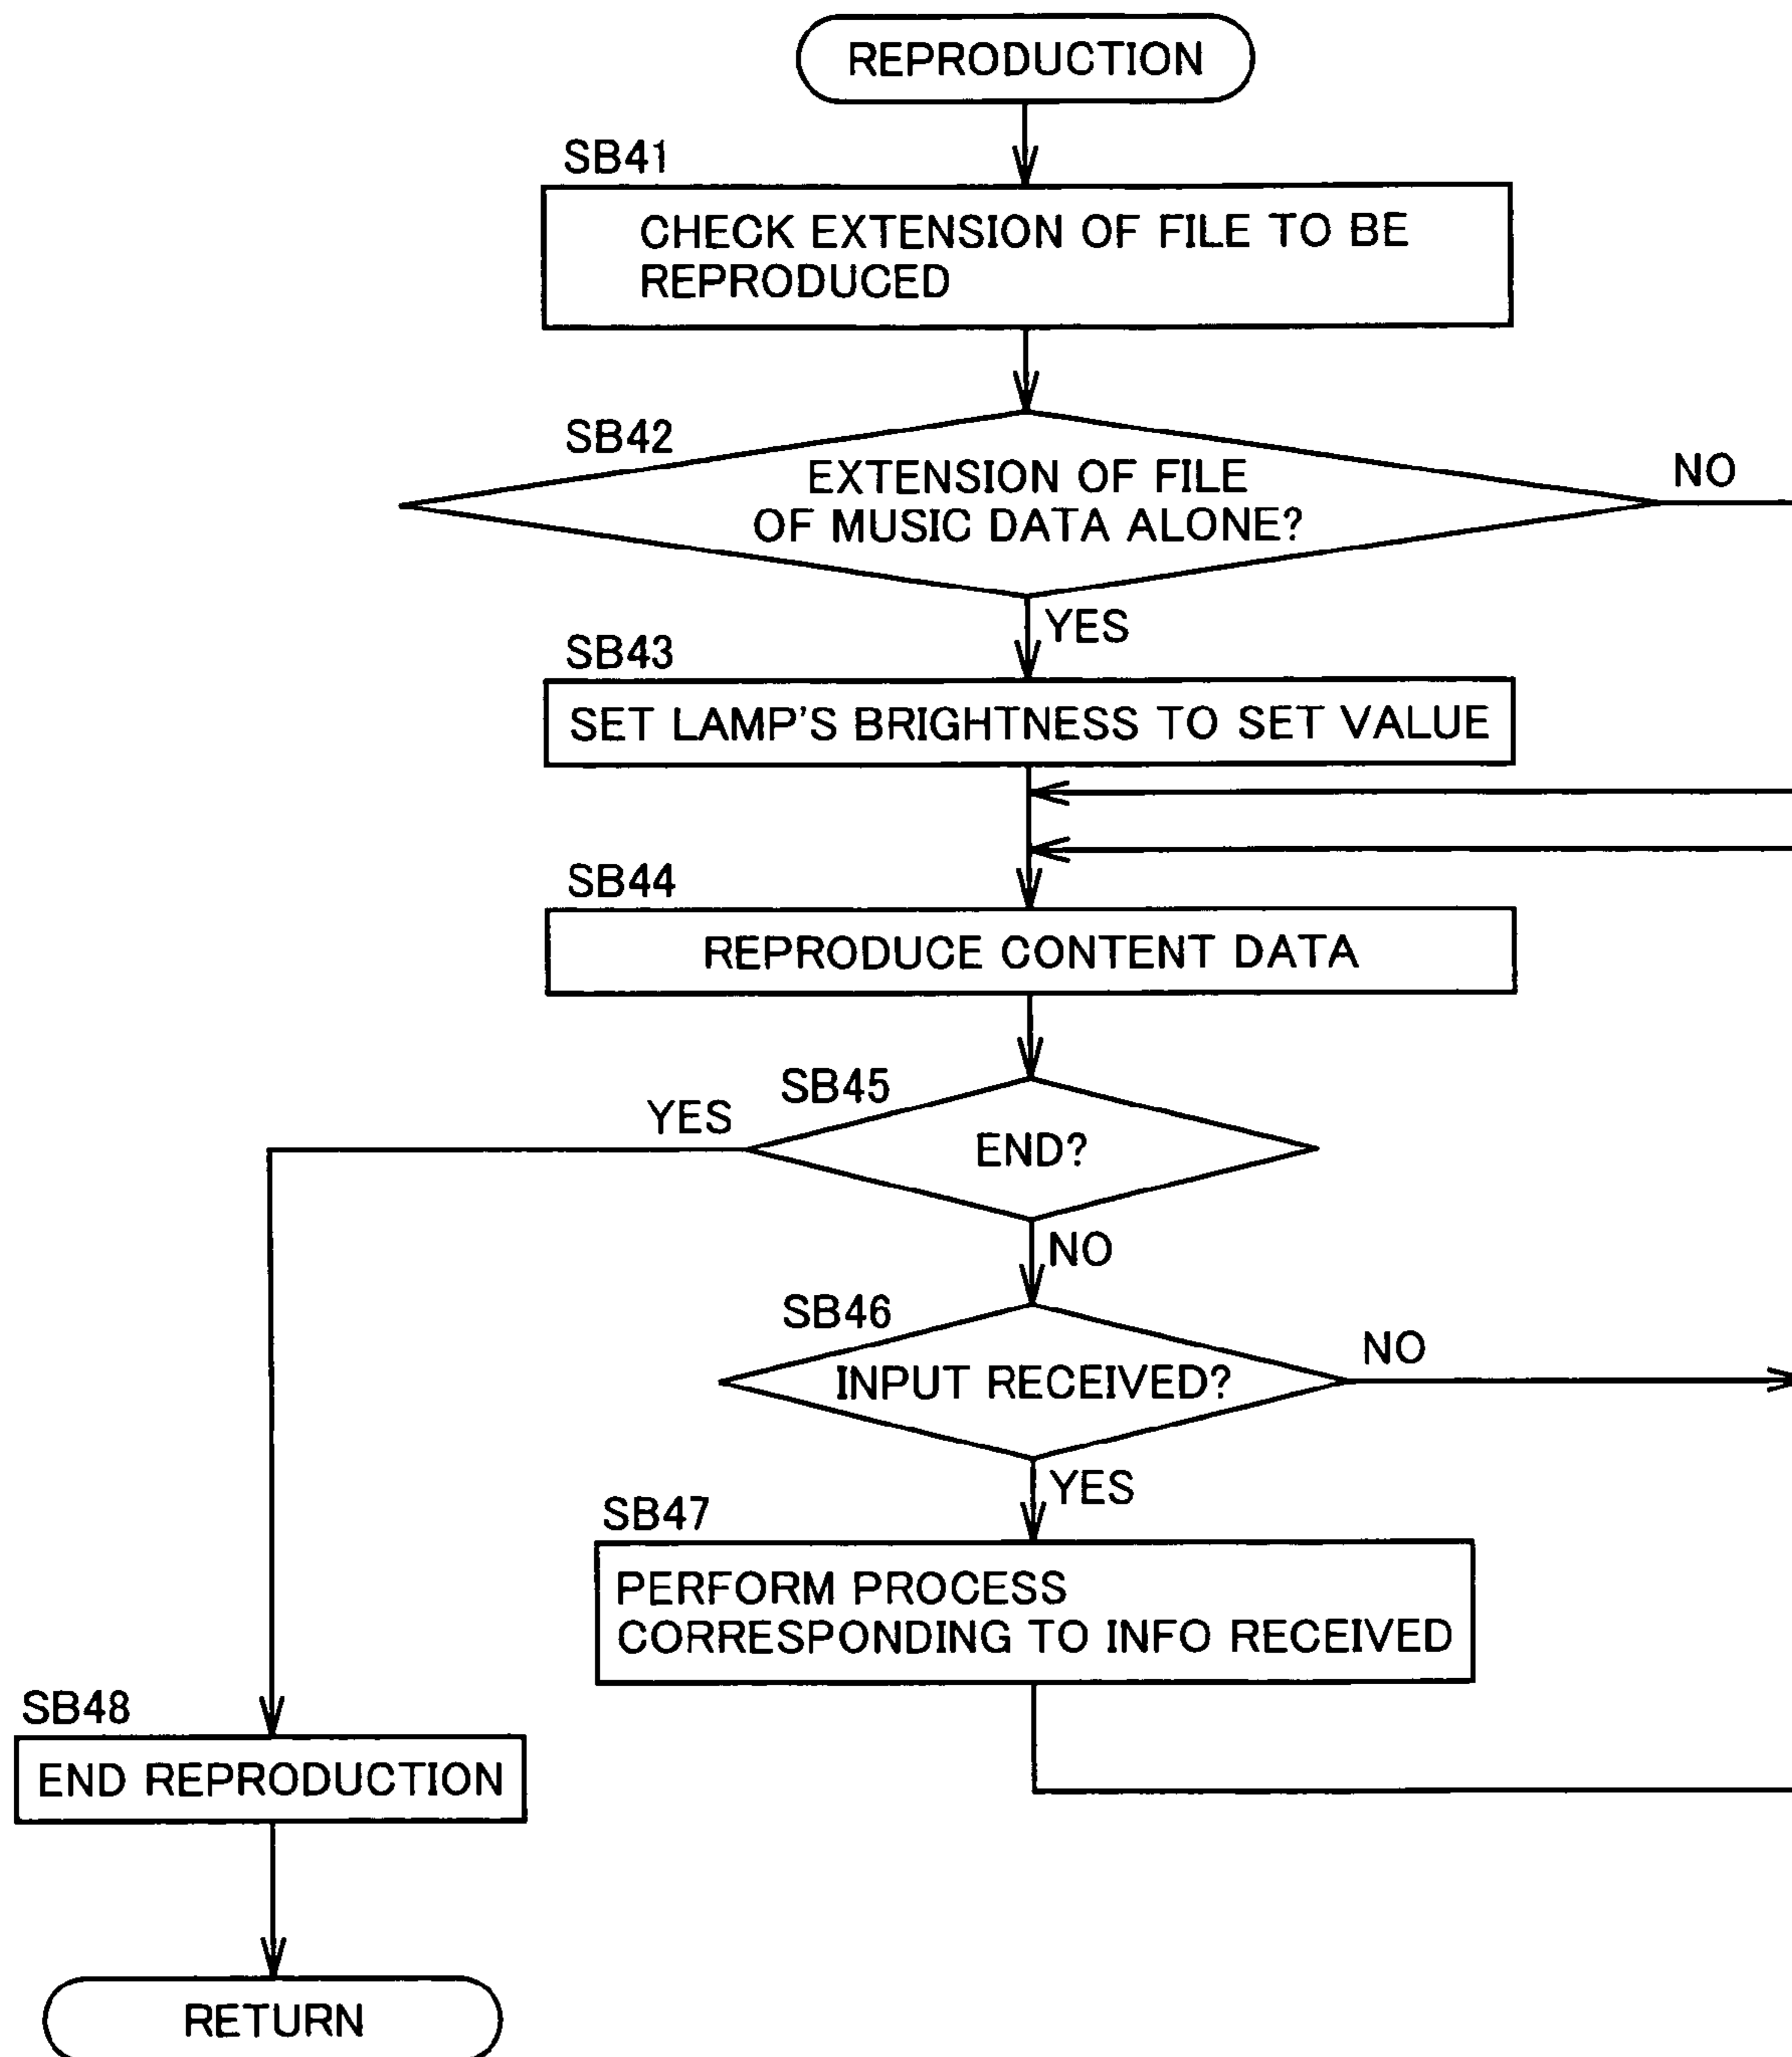 REPRODUCTION
SB41
CHECK EXTENSION OF FILE TO BE
REPRODUCED
SB42
EXTENSION OF FILE
OF MUSIC DATA ALONE?
NO
YES
SB43
SET LAMP'S BRIGHTNESS TO SET VALUE
SB44
REPRODUCE CONTENT DATA
SB45
YES
END?
NO
SB46
INPUT RECEIVED?
NO
YES
SB47
PERFORM PROCESS
CORRESPONDING TO INFO RECEIVED
SB48
END REPRODUCTION
RETURN